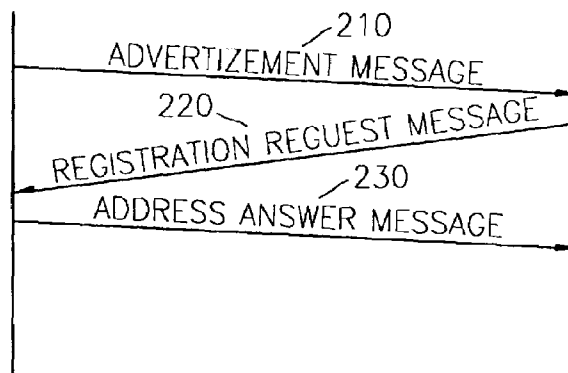 210
ADVERTIZEMENT MESSAGE
220
REGISTRATION REGUEST MESSAGE
230
ADDRESS ANSWER MESSAGE